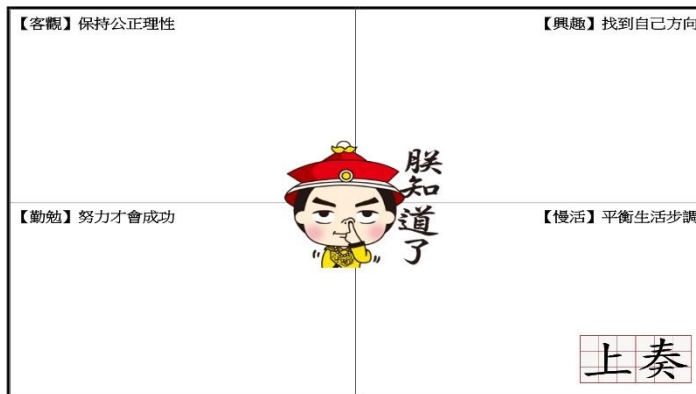 【客觀】保持公正理性
【興趣】找到自己方向
朕知道了
【勤勉】努力才會成功
【慢活】平衡生活步調
上奏